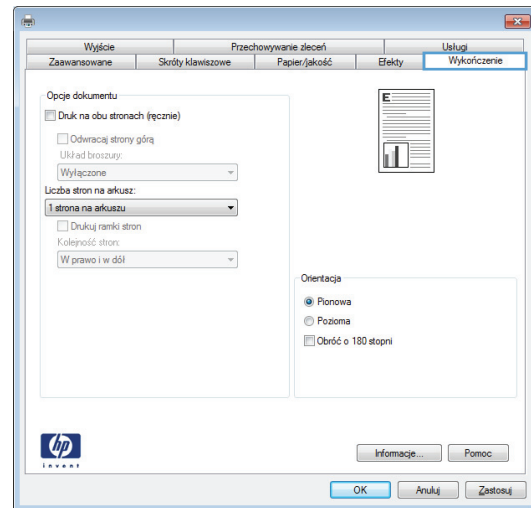 Wyjście Przechowywanie zleceń Usługi
Zaawansowane Skróty klawiszowe Papier/jakość Efekty Wykończenie
Opcje dokumentu
Druk na obu stronach (ręcznie)
Odwracaj strony górą
Układ broszury:
Wyłączone
Liczba stron na arkusz:
1 strona na arkuszu
Drukuj ramki stron
Kolejność stron:
W prawo i w dół
E
Orientacja
Pionowa
Pozioma
Obróć o 180 stopni
hp
invent
Informacje... Pomoc
OK Anuluj Zastosuj